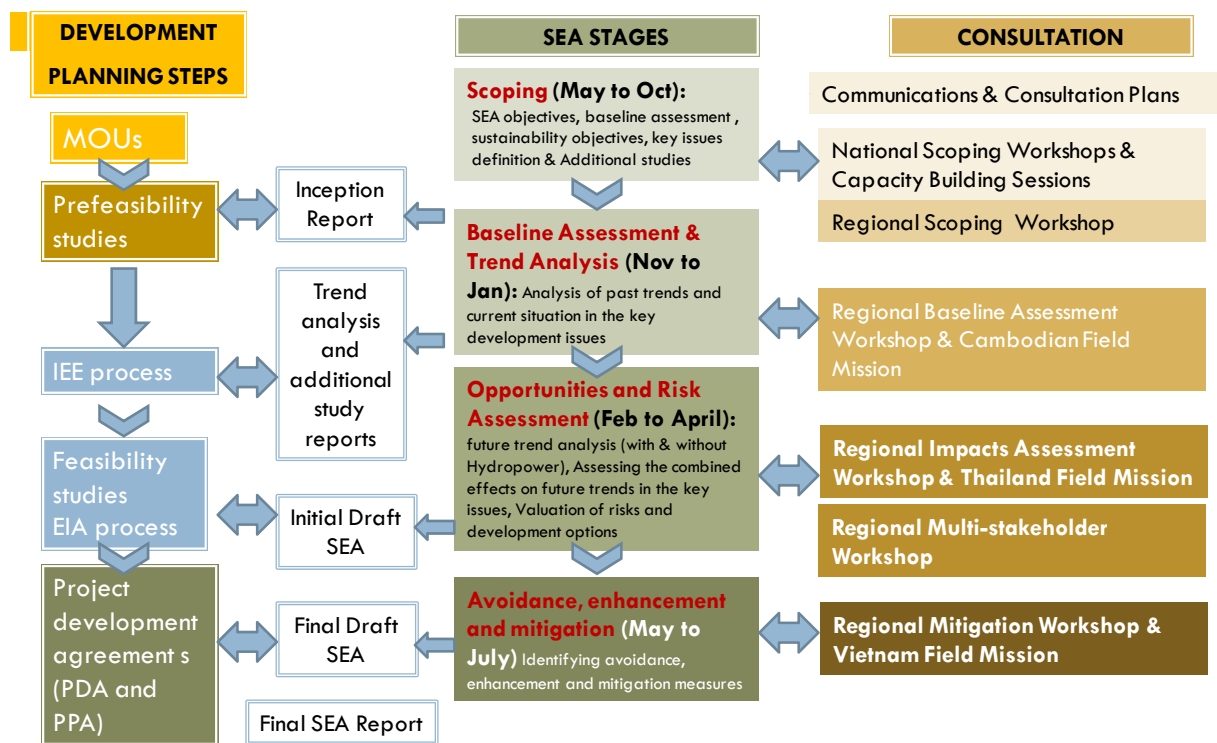 DEVELOPMENT
PLANNING STEPS
MOUs
Prefeasibility
studies
IEE process
Feasibility
studies
EIA process
Project
development
agreement s
(PDA and
PPA)
Inception
Report
Trend
analysis
and
additional
study
reports
Initial Draft
SEA
Final Draft
SEA
Final SEA Report
SEA STAGES
Scoping (May to Oct):
SEA objectives, baseline assessment ,
sustainability objectives, key issues
definition & Additional studies
Baseline Assessment &
Trend Analysis (Nov to
Jan): Analysis of past trends and
current situation in the key
development issues
Opportunities and Risk
Assessment (Feb to April):
future trend analysis (with & without
Hydropower), Assessing the combined
effects on future trends in the key
issues, Valuation of risks and
development options
Avoidance, enhancement
and mitigation (May to
July) Identifying avoidance,
enhancement and mitigation measures
CONSULTATION
Communications & Consultation Plans
National Scoping Workshops &
Capacity Building Sessions
Regional Scoping Workshop
Regional Baseline Assessment
Workshop & Cambodian Field
Mission
Regional Impacts Assessment
Workshop & Thailand Field Mission
Regional Multi-stakeholder
Workshop
Regional Mitigation Workshop &
Vietnam Field Mission